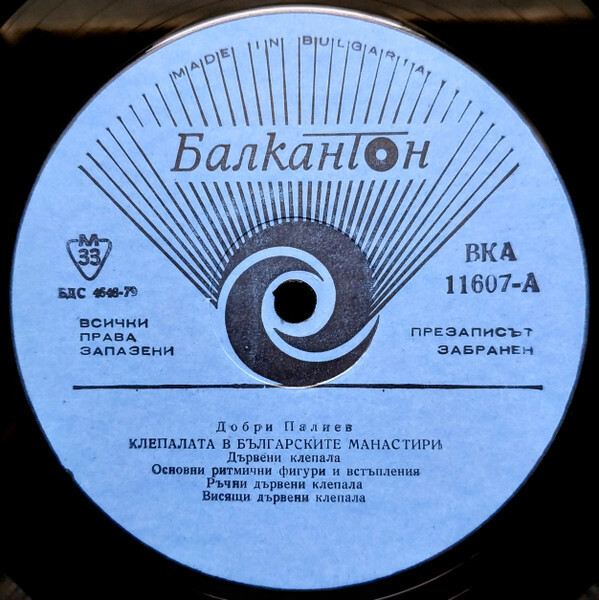 MADE IN BULGARIA
Балкантон
М
33
БДС 4648-79
ВКА
11607-А
ВСИЧКИ
ПРАВА
ЗАПАЗЕНИ
ПРЕЗАПИСЪТ
ЗАБРАНЕН
Добри Палиев
КЛЕПАЛАТА В БЪЛГАРСКИТЕ МАНАСТИРИ
Дървени клепала
Основни ритмични фигури и встъпления
Ръчни дървени клепала
Висящи дървени клепала